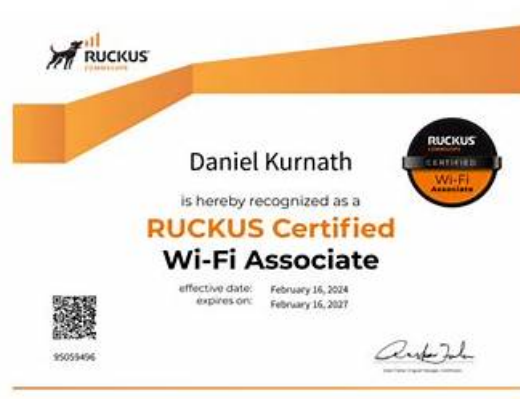 RUCKUS
COMMSCOPE
Daniel Kurnath
RUCKUS
COMMSCOPE
CERTIFIED
Wi-Fi
Associate
is hereby recognized as a
RUCKUS Certified
Wi-Fi Associate
effective date: February 16, 2024
expires on: February 16, 2027
95059496